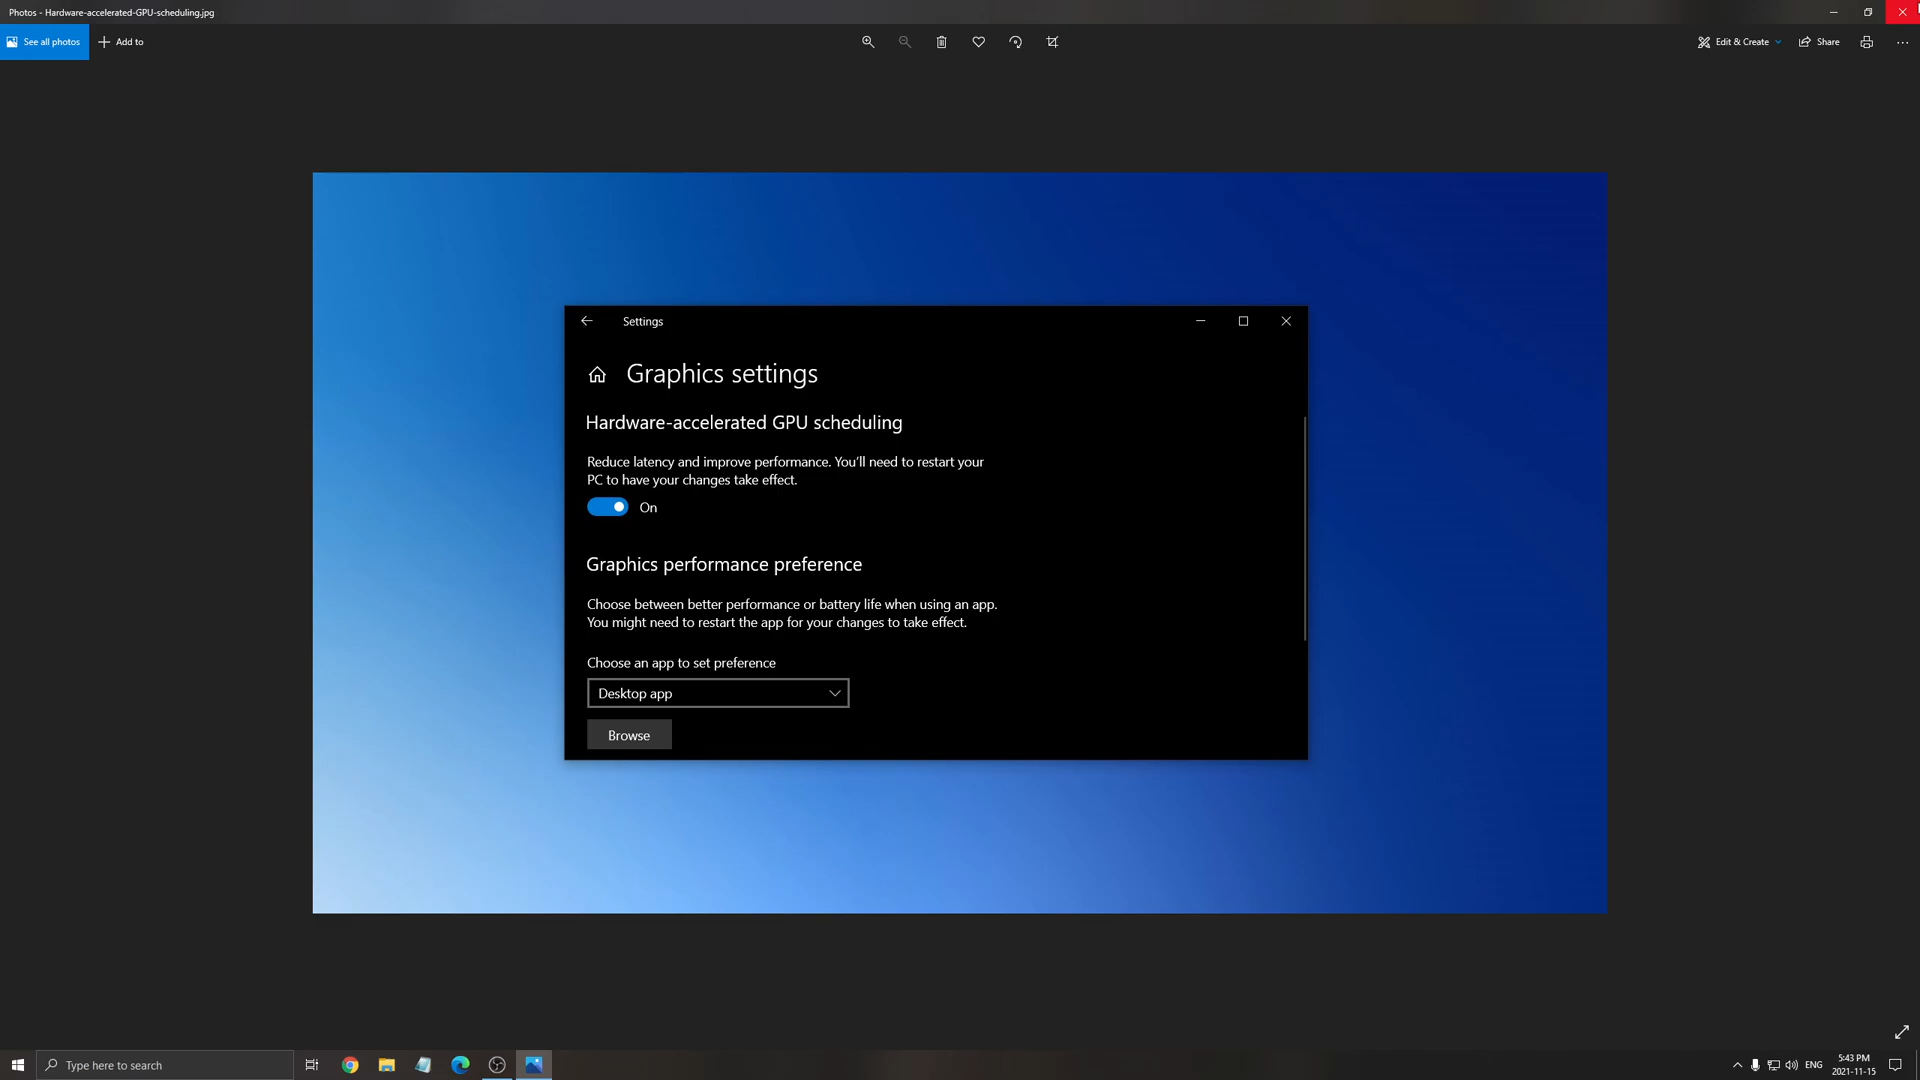 Photos - Hardware-accelerated-GPU-scheduling.jpg
See all photos
Add to
Edit & Create
Share
Settings
Graphics settings
Hardware-accelerated GPU scheduling
Reduce latency and improve performance. You'll need to restart your
PC to have your changes take effect.
On
Graphics performance preference
Choose between better performance or battery life when using an app.
You might need to restart the app for your changes to take effect.
Choose an app to set preference
Desktop app
Browse
Type here to search
ENG
5:43 PM
2021-11-15